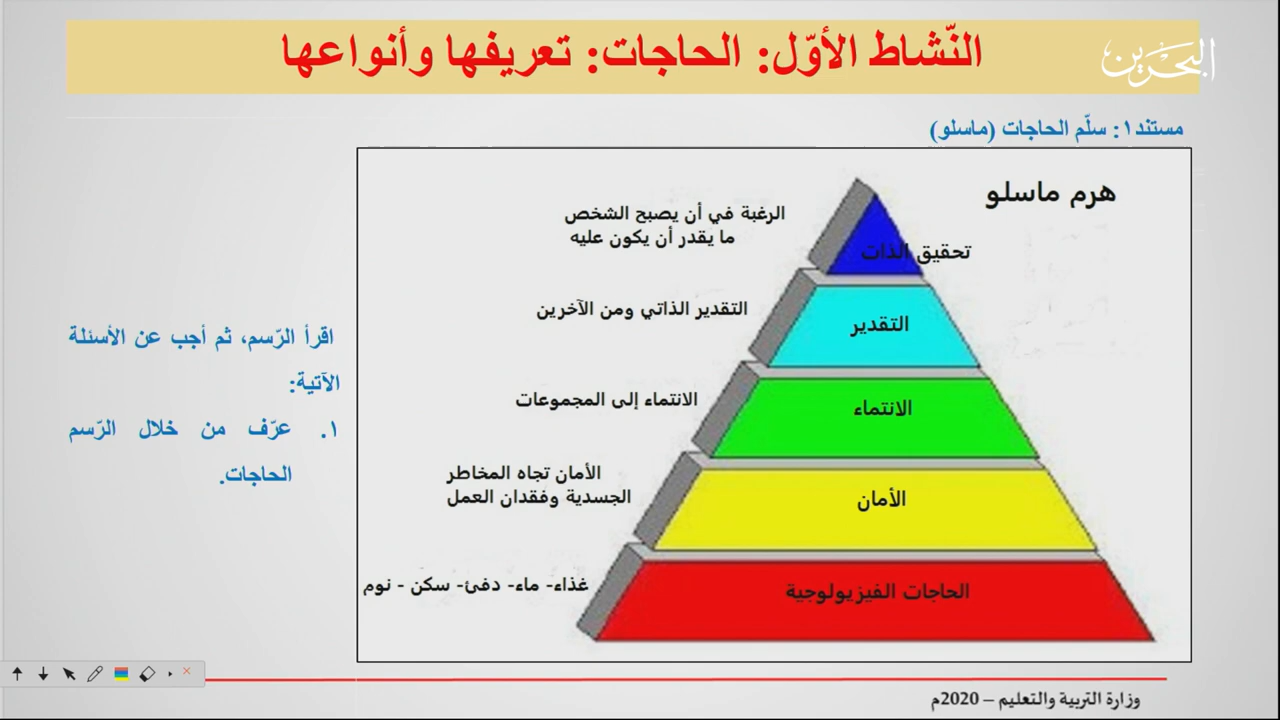 النّشاط الأوّل: الحاجات: تعريفها وأنواعها
البحرين
مستند١: سلّم الحاجات (ماسلو)
هرم ماسلو
الرغبة في أن يصبح الشخص
ما يقدر أن يكون عليه
تحقيق الذات
التقدير الذاتي ومن الآخرين
التقدير
الانتماء إلى المجموعات
الانتماء
الأمان تجاه المخاطر
الجسدية وفقدان العمل
الأمان
غذاء- ماء- دفئ- سكن - نوم
الحاجات الفيزيولوجية
اقرأ الرّسم، ثم أجب عن الأسئلة
الآتية:
١. عرّف من خلال الرّسم
الحاجات.
وزارة التربية والتعليم – 2020م